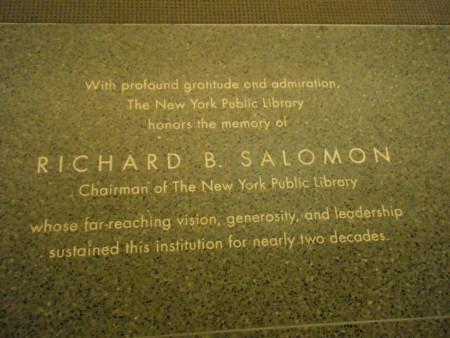 With profound gratitude and admiration,
The New York Public Library
honors the memory of
RICHARD B. SALOMON
Chairman of The New York Public Library
whose far-reaching vision, generosity, and leadership
sustained this institution for nearly two decades.